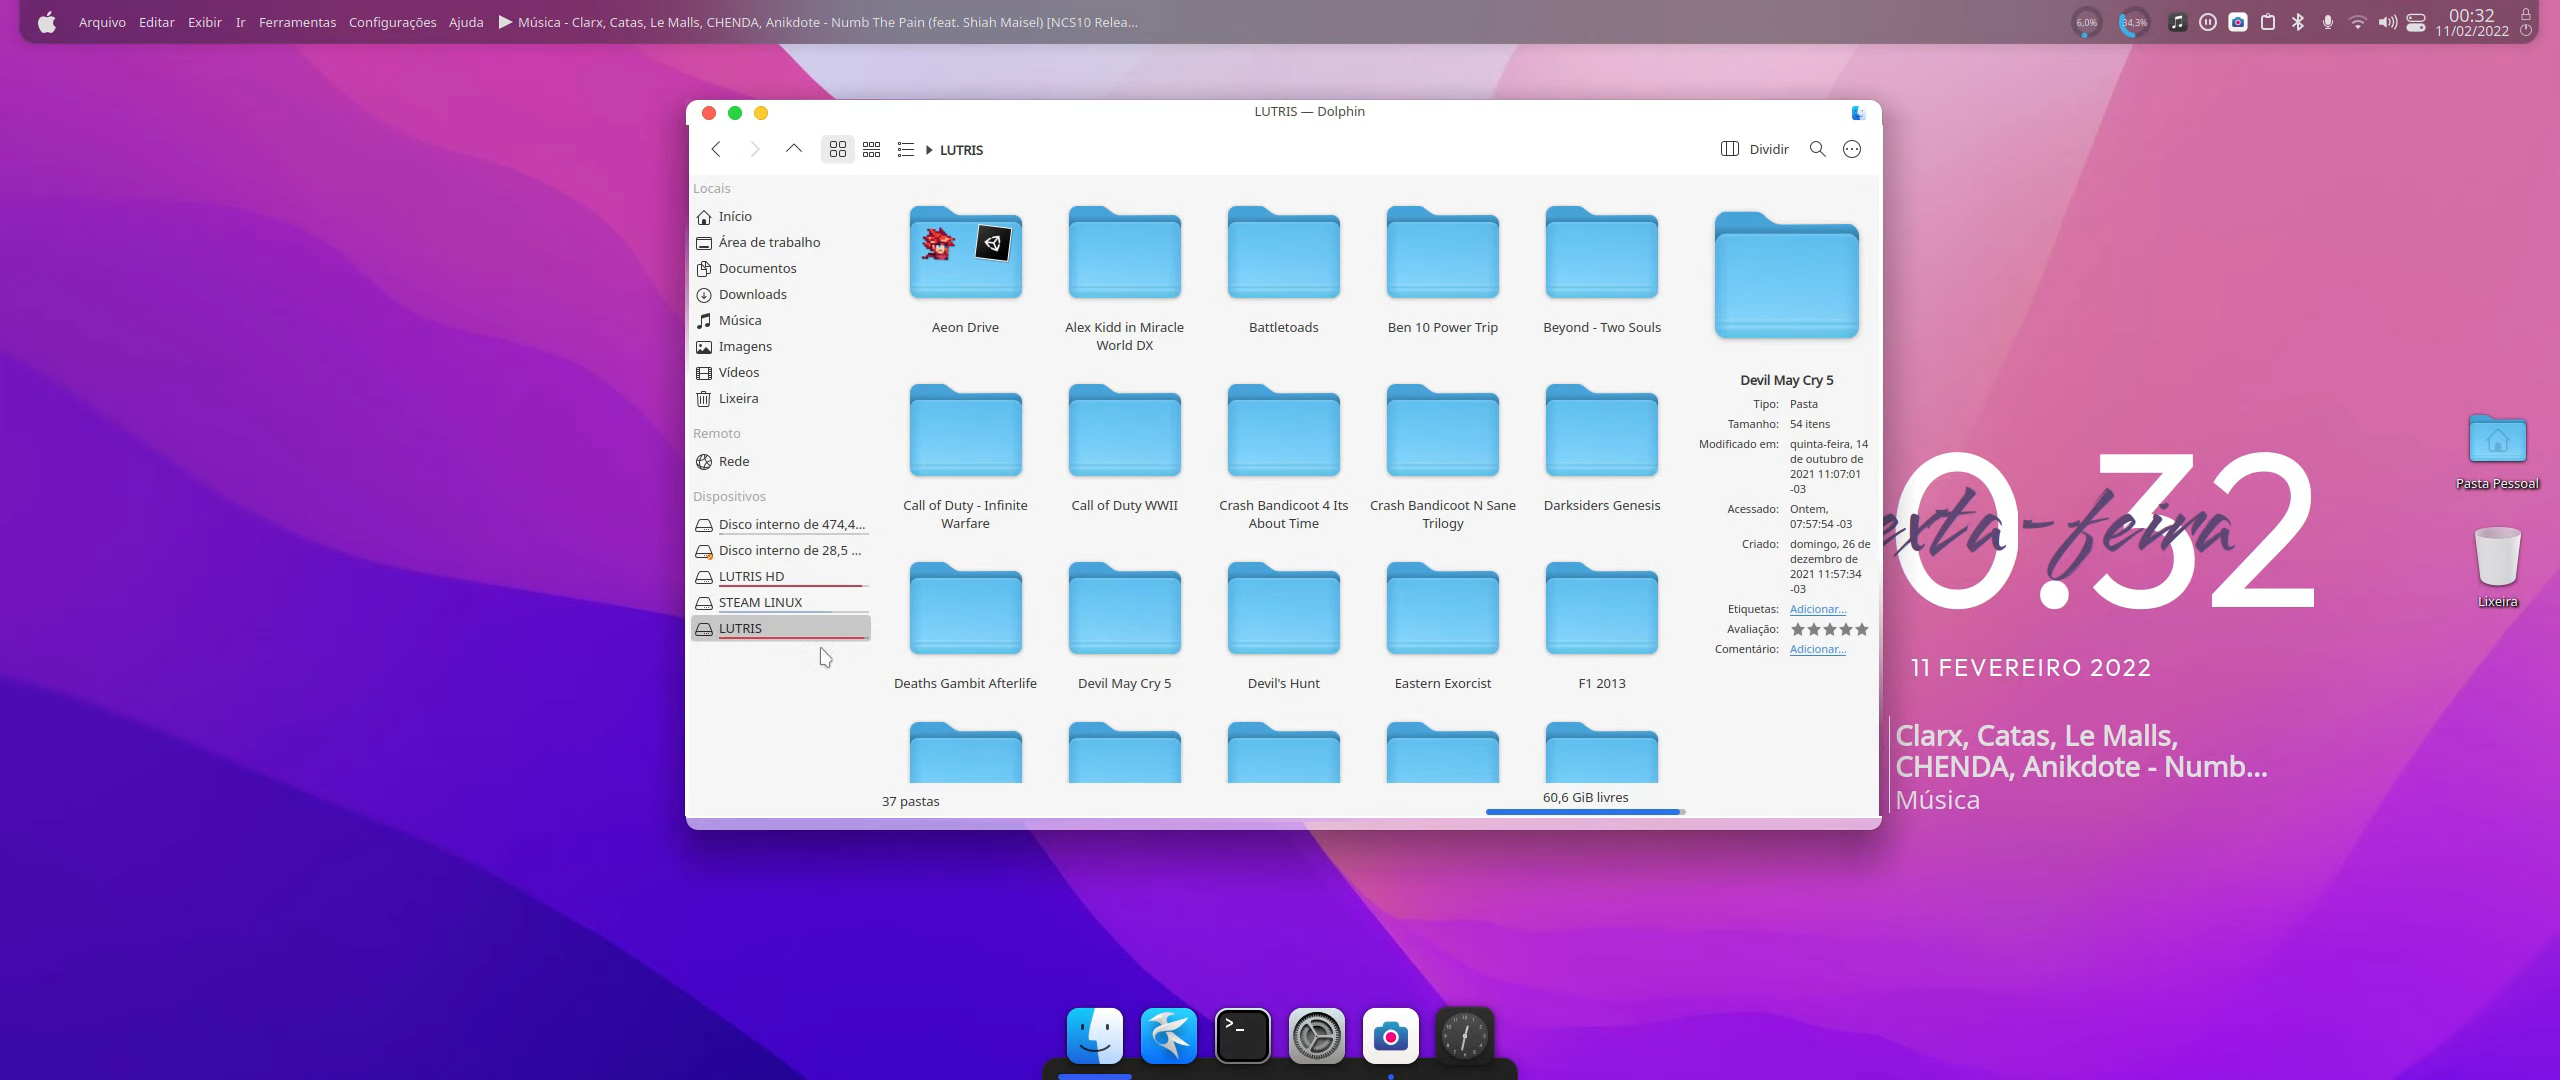 Arquivo Editar Exibir Ir Ferramentas Configurações Ajuda Música - Clarx, Catas, Le Malls, CHENDA, Anikdote - Numb The Pain (feat. Shiah Maisel) [NCS10 Relea...
6,0%
34,3%
00:32
11/02/2022
LUTRIS — Dolphin
LUTRIS
Dividir
Locais
Início
Área de trabalho
Documentos
Downloads
Música
Imagens
Vídeos
Lixeira
Remoto
Rede
Dispositivos
Disco interno de 474,4...
Disco interno de 28,5 ...
LUTRIS HD
STEAM LINUX
LUTRIS
Aeon Drive
Alex Kidd in Miracle
World DX
Battletoads
Ben 10 Power Trip
Beyond - Two Souls
Call of Duty - Infinite
Warfare
Call of Duty WWII
Crash Bandicoot 4 Its
About Time
Crash Bandicoot N Sane
Trilogy
Darksiders Genesis
Deaths Gambit Afterlife
Devil May Cry 5
Devil's Hunt
Eastern Exorcist
F1 2013
37 pastas
60,6 GiB livres
Devil May Cry 5
Tipo: Pasta
Tamanho: 54 itens
Modificado em: quinta-feira, 14
de outubro de
2021 11:07:01
-03
Acessado: Ontem,
07:57:54 -03
Criado: domingo, 26 de
dezembro de
2021 11:57:34
-03
Etiquetas: Adicionar...
Avaliação:
Comentário: Adicionar...
0.32
exta-feira
11 FEVEREIRO 2022
Clarx, Catas, Le Malls,
CHENDA, Anikdote - Numb...
Música
Pasta Pessoal
Lixeira